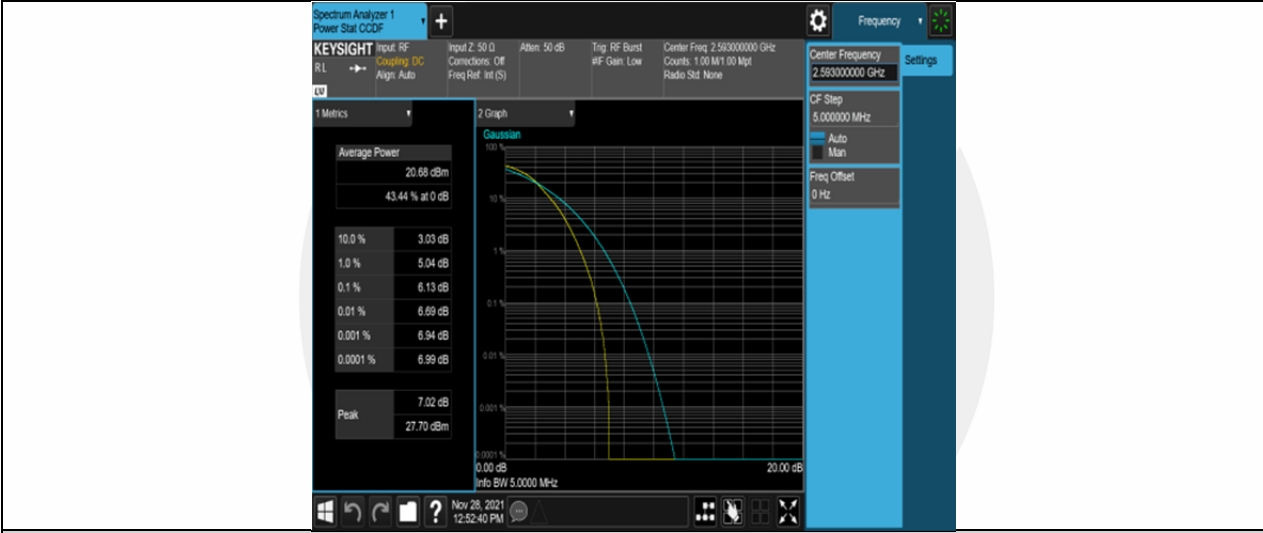 Spectrum Analyzer 1
Power Stat CCDF
Frequency
KEYSIGHT
R L
LV
Input: RF
Coupling: DC
Align: Auto
Input Z: 50 Ω
Corrections: Off
Freq Ref: Int (S)
Atten: 50 dB
Trig: RF Burst
#IF Gain: Low
Center Freq: 2.593000000 GHz
Counts: 1.00 M/1.00 Mpt
Radio Std: None
Center Frequency
2.593000000 GHz
Settings
CF Step
5.000000 MHz
Auto
Man
Freq Offset
0 Hz
1 Metrics
Average Power
20.68 dBm
43.44 % at 0 dB
10.0 % 3.03 dB
1.0 % 5.04 dB
0.1 % 6.13 dB
0.01 % 6.69 dB
0.001 % 6.94 dB
0.0001 % 6.99 dB
Peak 7.02 dB
27.70 dBm
2 Graph
Gaussian
100 %
10 %
1 %
0.1 %
0.01 %
0.001 %
0.0001 %
0.00 dB 20.00 dB
Info BW 5.0000 MHz
Nov 28, 2021
12:52:40 PM